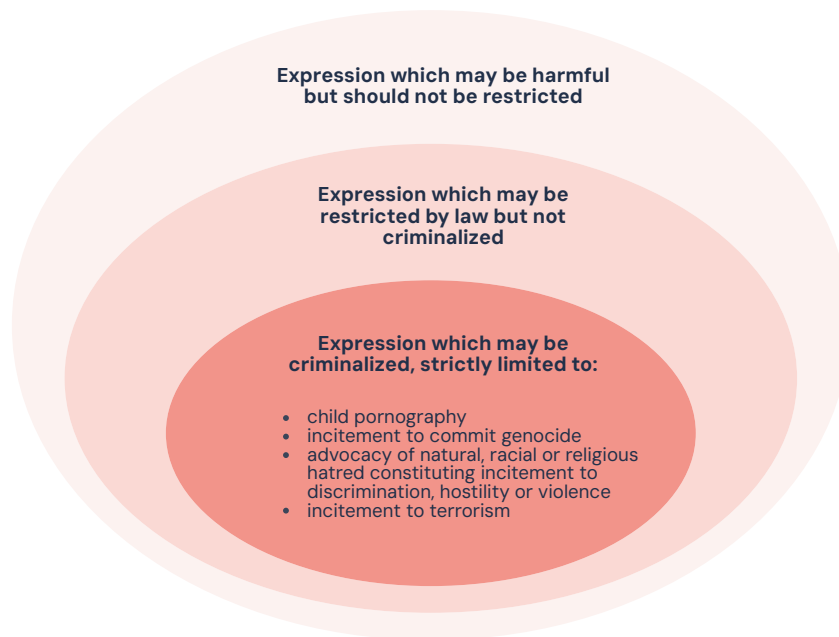 Expression which may be harmful
but should not be restricted
Expression which may be
restricted by law but not
criminalized
Expression which may be
criminalized, strictly limited to:
• child pornography
• incitement to commit genocide
• advocacy of natural, racial or religious
hatred constituting incitement to
discrimination, hostility or violence
• incitement to terrorism